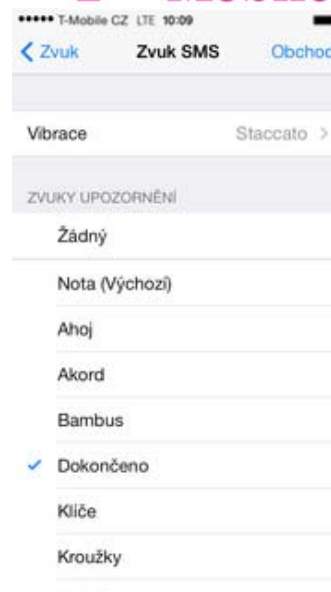 T-Mobile CZ LTE 10:09
Zvuk Zvuk SMS Obchod
Vibrace Staccato
ZVUKY UPOZORNĚNÍ
Žádný
Nota (Výchozí)
Ahoj
Akord
Bambus
Dokončeno
Klíče
Kroužky